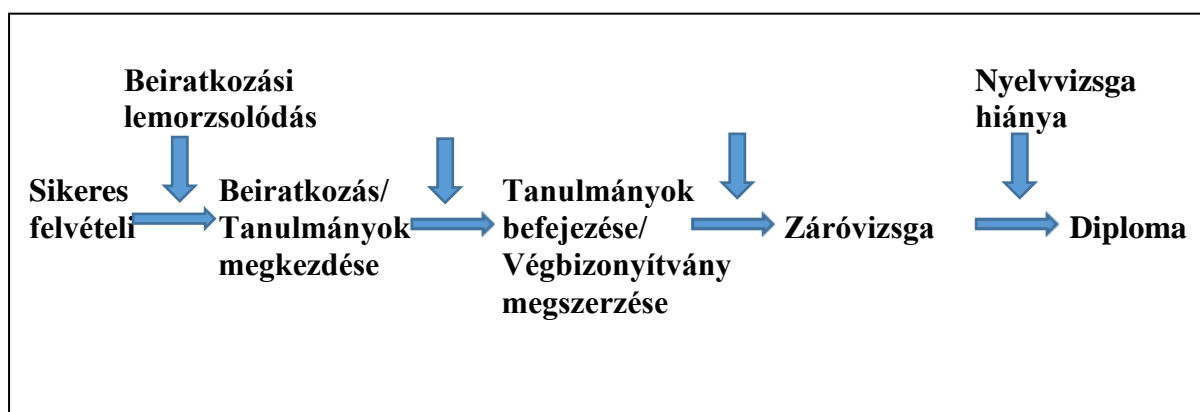 Beiratkozási
lemorzsolódás
Nyelvvizsga
hiánya
Sikeres
felvételi
Beiratkozás/
Tanulmányok
megkezdése
Tanulmányok
befejezése/
Végbizonyítvány
megszerzése
Záróvizsga
Diploma